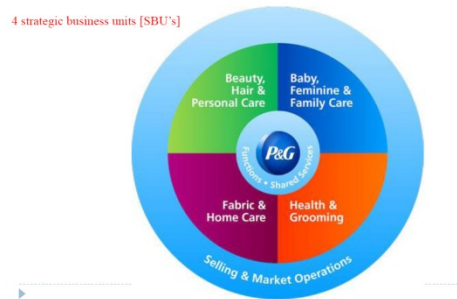 4 strategic business units [SBU's]
Beauty,
Hair &
Personal Care
Baby,
Feminine &
Family Care
P&G
Functions • Shared Services
Fabric &
Home Care
Health &
Grooming
Selling & Market Operations